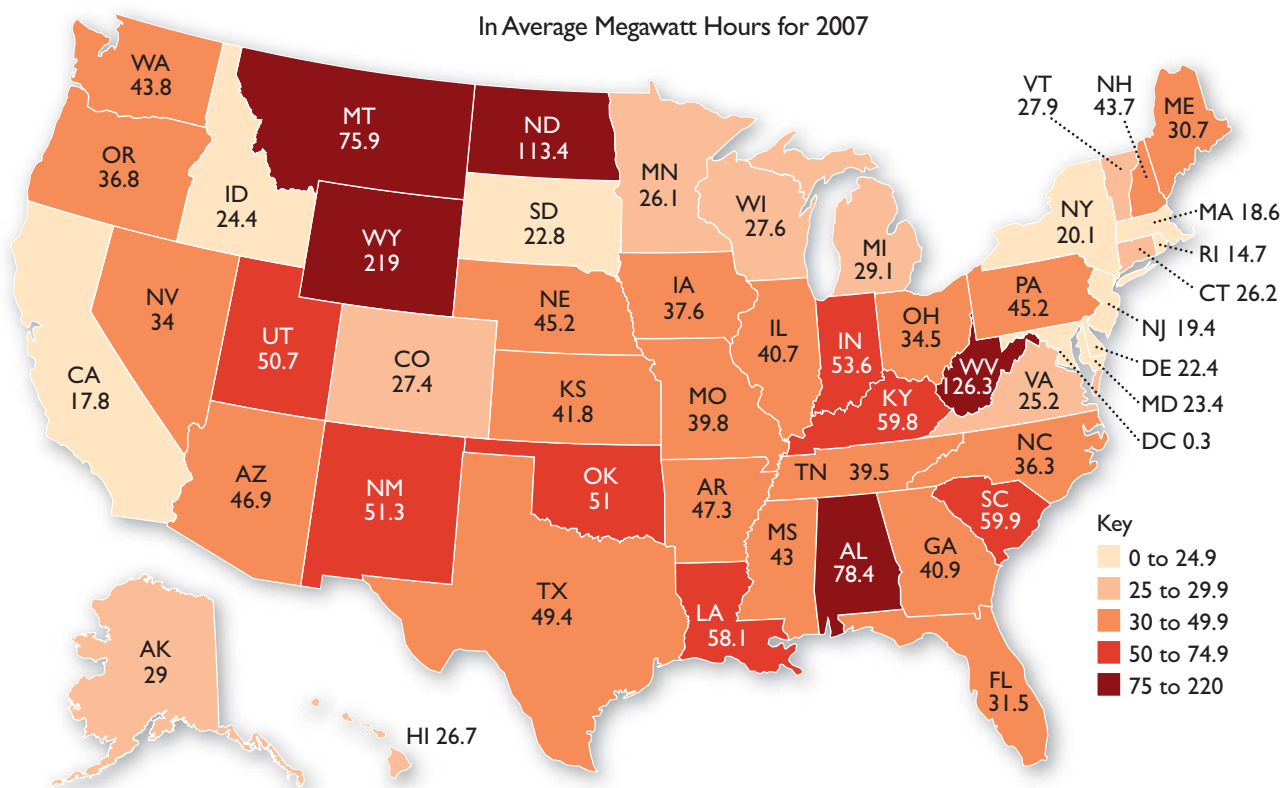 In Average Megawatt Hours for 2007
WA
43.8
OR
36.8
CA
17.8
ID
24.4
NV
34
MT
75.9
WY
219
UT
50.7
AZ
46.9
CO
27.4
NM
51.3
ND
113.4
SD
22.8
NE
45.2
KS
41.8
OK
51
TX
49.4
MN
26.1
IA
37.6
MO
39.8
AR
47.3
LA
58.1
WI
27.6
IL
40.7
MS
43
MI
29.1
IN
53.6
KY
59.8
TN 39.5
AL
78.4
OH
34.5
WV
126.3
GA
40.9
FL
31.5
SC
59.9
NC
36.3
VA
25.2
PA
45.2
NY
20.1
VT
27.9
NH
43.7
ME
30.7
MA 18.6
RI 14.7
CT 26.2
NJ 19.4
DE 22.4
MD 23.4
DC 0.3
AK
29
HI 26.7
Key
0 to 24.9
25 to 29.9
30 to 49.9
50 to 74.9
75 to 220